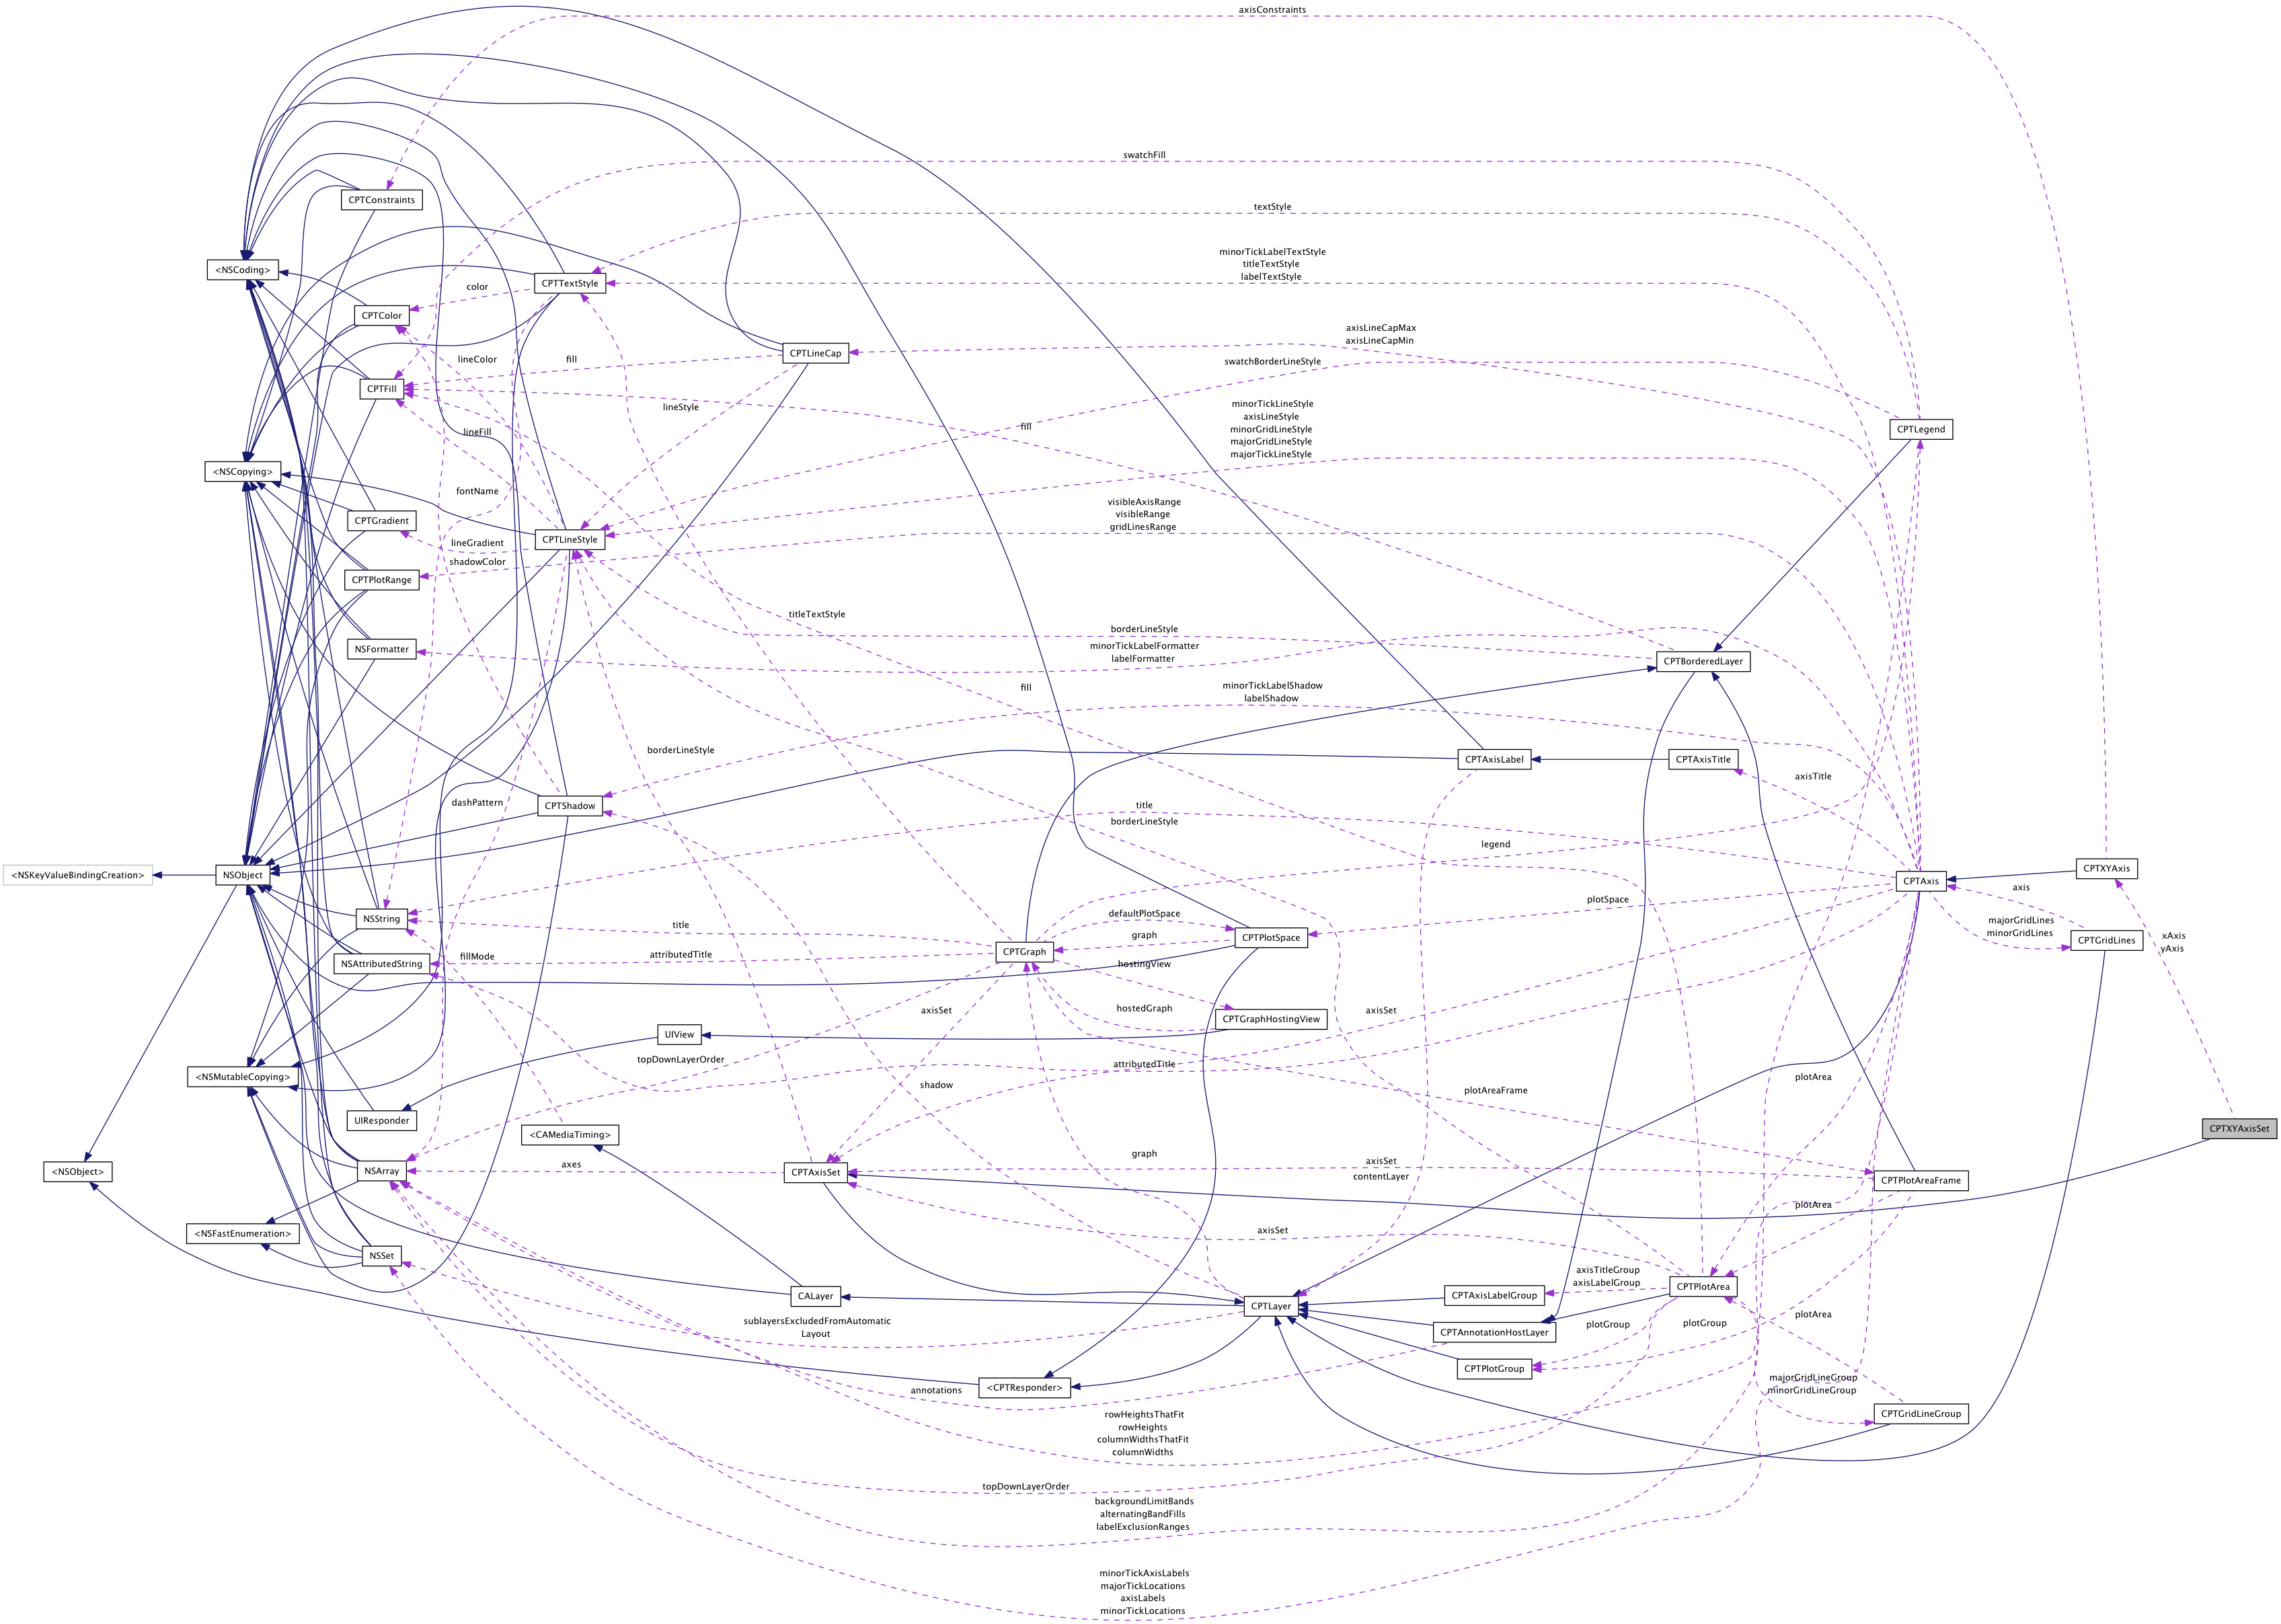 axisConstraints
swatchFill
CPTConstraints
textStyle
minorTickLabelTextStyle
titleTextStyle
labelTextStyle
<NSCoding>
CPTTextStyle
color
CPTColor
axisLineCapMax
axisLineCapMin
CPTLineCap
lineColor
fill
swatchBorderLineStyle
CPTFill
lineStyle
minorTickLineStyle
axisLineStyle
minorGridLineStyle
majorGridLineStyle
majorTickLineStyle
fill
CPTLegend
lineFill
<NSCopying>
fontName
visibleAxisRange
visibleRange
gridLinesRange
CPTGradient
CPTLineStyle
lineGradient
shadowColor
CPTPlotRange
titleTextStyle
borderLineStyle
NSFormatter
minorTickLabelFormatter
labelFormatter
CPTBorderedLayer
fill
minorTickLabelShadow
labelShadow
borderLineStyle
CPTAxisLabel
CPTAxisTitle
axisTitle
dashPattern
CPTShadow
title
borderLineStyle
legend
<NSKeyValueBindingCreation>
NSObject
CPTXYAxis
CPTAxis
axis
plotSpace
NSString
title
defaultPlotSpace
graph
CPTPlotSpace
majorGridLines
minorGridLines
CPTGridLines
xAxis
yAxis
fillMode
NSAttributedString
attributedTitle
CPTGraph
hostingView
axisSet
hostedGraph
CPTGraphHostingView
axisSet
UIView
topDownLayerOrder
attributedTitle
<NSMutableCopying>
shadow
plotAreaFrame
plotArea
UIResponder
<CAMediaTiming>
CPTXYAxisSet
graph
axisSet
contentLayer
<NSObject>
NSArray
axes
CPTAxisSet
CPTPlotAreaFrame
plotArea
<NSFastEnumeration>
NSSet
axisSet
axisTitleGroup
axisLabelGroup
CPTPlotArea
CALayer
CPTLayer
CPTAxisLabelGroup
sublayersExcludedFromAutomatic
Layout
CPTAnnotationHostLayer
plotGroup
plotGroup
plotArea
CPTPlotGroup
<CPTResponder>
annotations
majorGridLineGroup
minorGridLineGroup
CPTGridLineGroup
rowHeightsThatFit
rowHeights
columnWidthsThatFit
columnWidths
topDownLayerOrder
backgroundLimitBands
alternatingBandFills
labelExclusionRanges
minorTickAxisLabels
majorTickLocations
axisLabels
minorTickLocations